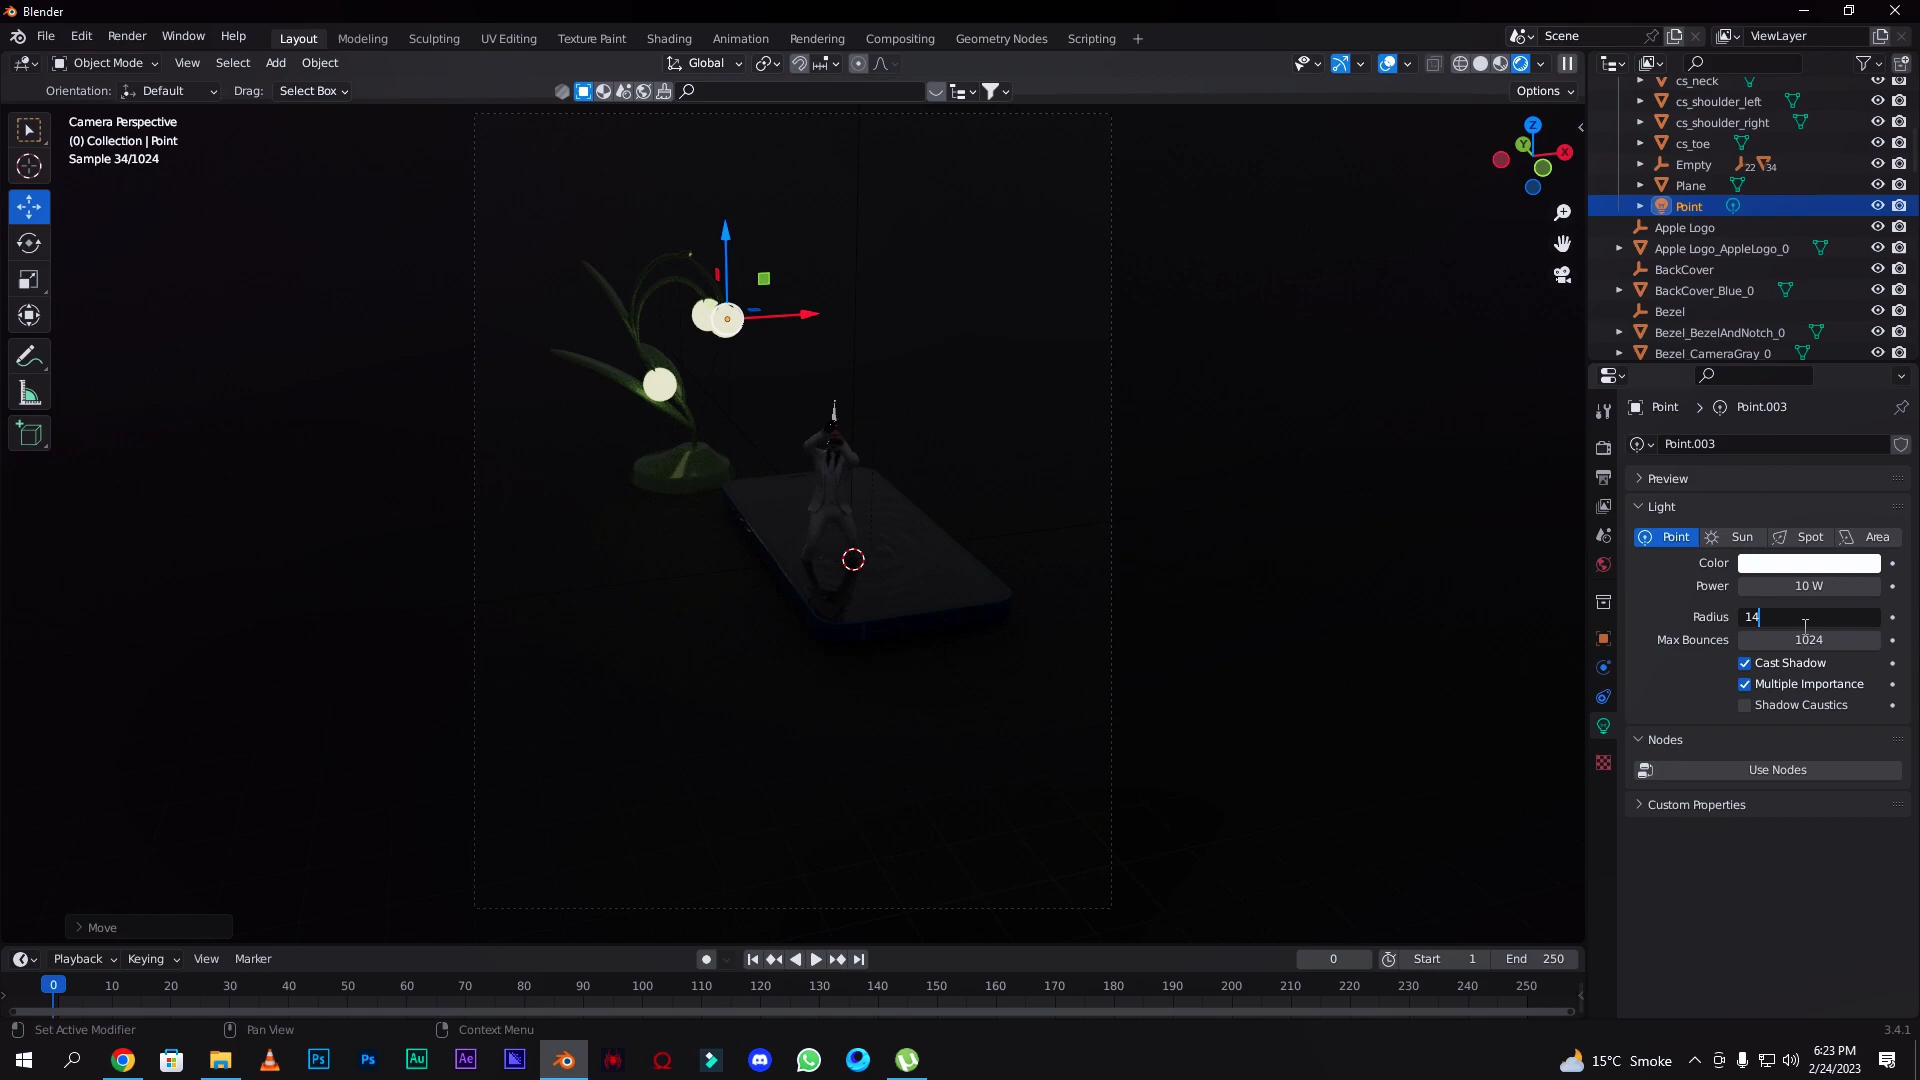 Blender
File Edit Render Window Help Layout Modeling Sculpting UV Editing Texture Paint Shading Animation Rendering Compositing Geometry Nodes Scripting + Scene ViewLayer
Object Mode View Select Add Object Global
Orientation: Default Drag: Select Box Options
Camera Perspective
(0) Collection | Point
Sample 34/1024
Z
Y
X
Move
cs_neck
cs_shoulder_left
cs_shoulder_right
cs_toe
Empty 22 34
Plane
Point
Apple Logo
Apple Logo_AppleLogo_0
BackCover
BackCover_Blue_0
Bezel
Bezel_BezelAndNotch_0
Bezel_CameraGray_0
Point > Point.003
Point.003
Preview
Light
Point Sun Spot Area
Color
Power 10 W
Radius 14
Max Bounces 1024
Cast Shadow
Multiple Importance
Shadow Caustics
Nodes
Use Nodes
Custom Properties
Playback Keying View Marker 0 Start 1 End 250
0 10 20 30 40 50 60 70 80 90 100 110 120 130 140 150 160 170 180 190 200 210 220 230 240 250
Set Active Modifier Pan View Context Menu 3.4.1
Ps Ps Au Ae 15°C Smoke 6:23 PM
2/24/2023